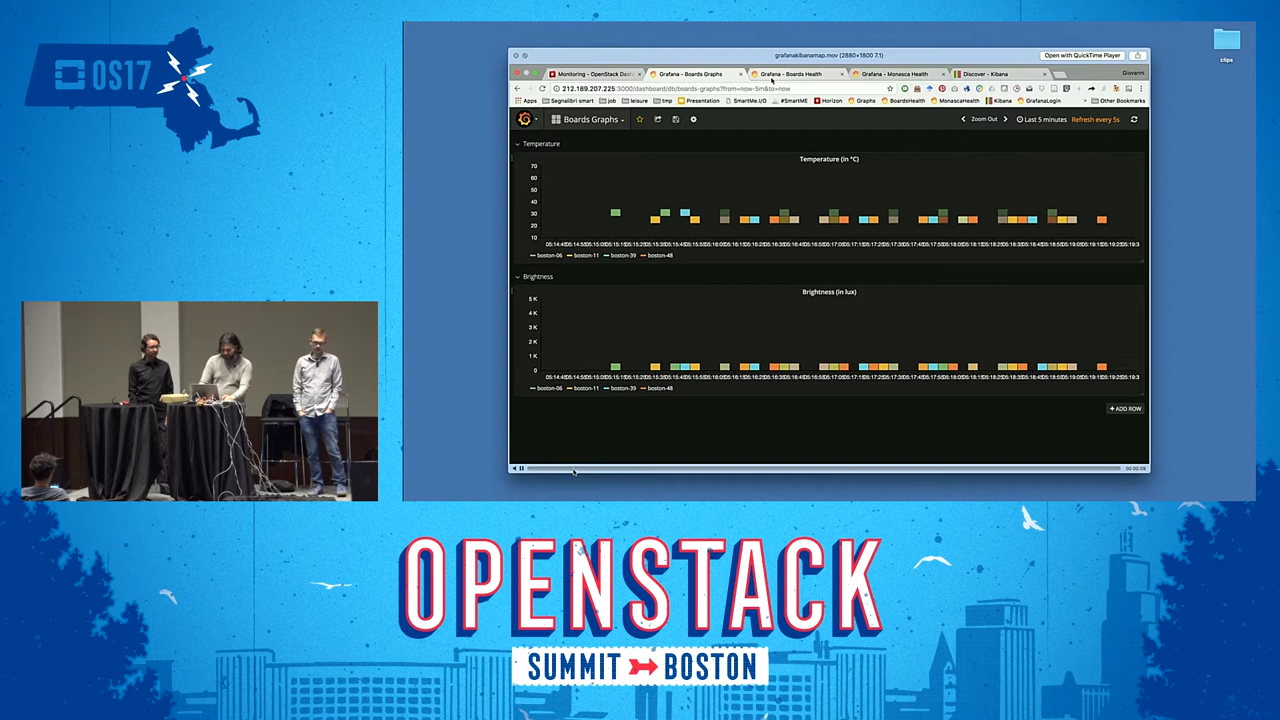 OS17
clips
grafanakibanamap.mov (2880×1800 7.1)
Open with QuickTime Player
Monitoring - OpenStack Dash
Grafana - Boards Graphs
Grafana - Boards Health
Grafana - Monasca Health
Discover - Kibana
Giovanni
212.189.207.225:3000/dashboard/db/boards-graphs?from=now-5m&to=now
Apps
Segnalibri smart
job
leisure
tmp
Presentation
SmartMe.I/O
#SmartME
Horizon
Graphs
BoardsHealth
MonascaHealth
Kibana
GrafanaLogin
Other Bookmarks
Boards Graphs
Zoom Out
Last 5 minutes
Refresh every 5s
Temperature
Temperature (in °C)
70
60
50
40
30
20
10
boston-06 boston-11 boston-39 boston-48
Brightness
Brightness (in lux)
5 K
4 K
3 K
2 K
1 K
0
boston-06 boston-11 boston-39 boston-48
+ ADD ROW
OPENSTACK
SUMMIT BOSTON